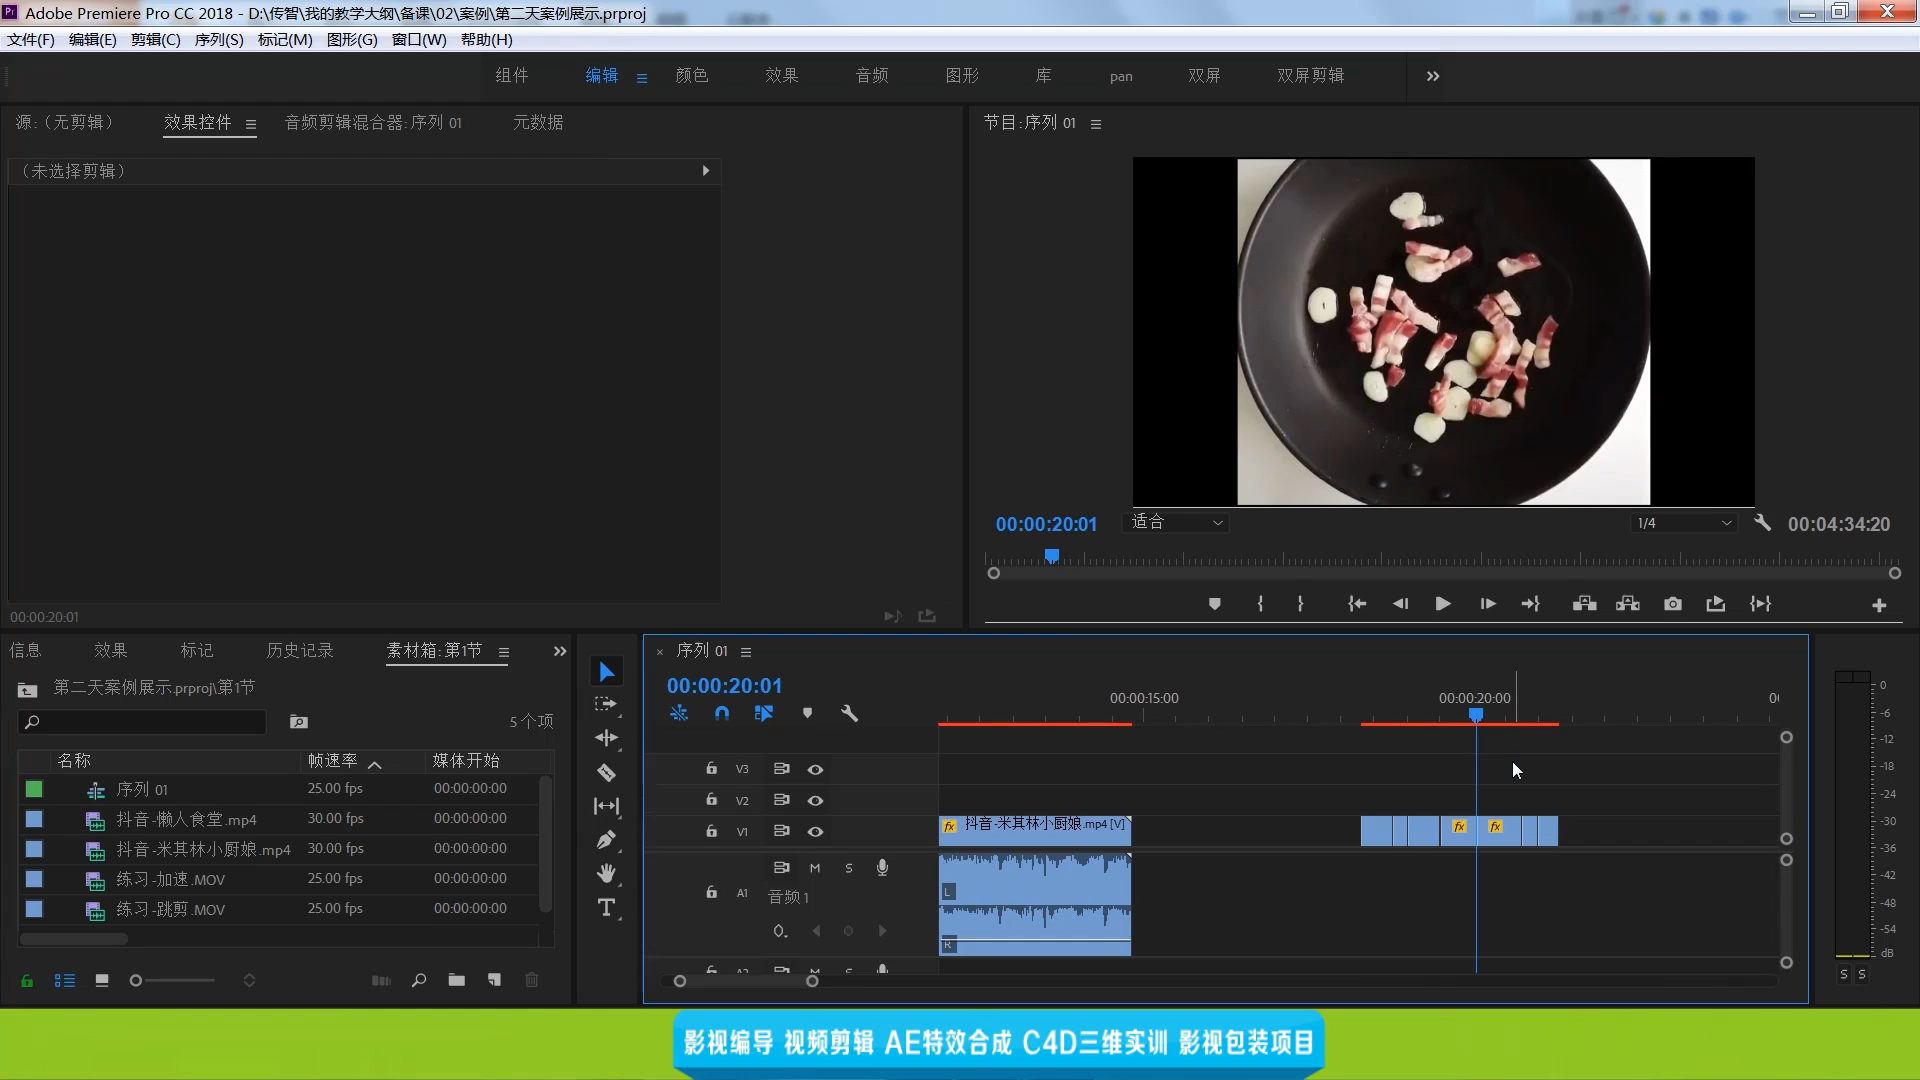 Adobe Premiere Pro CC 2018 - D:\传智\我的教学大纲\备课\02\案例\第二天案例展示.prproj
文件(F) 编辑(E) 剪辑(C) 序列(S) 标记(M) 图形(G) 窗口(W) 帮助(H)
组件 编辑 颜色 效果 音频 图形 库 pan 双屏 双屏剪辑
源:（无剪辑） 效果控件 音频剪辑混合器: 序列 01 元数据
节目: 序列 01
（未选择剪辑）
00:00:20:01 适合 1/4 00:04:34:20
00:00:20:01
信息 效果 标记 历史记录 素材箱: 第1节
第二天案例展示.prproj\第1节
5 个项
名称 帧速率 媒体开始
序列 01 25.00 fps 00:00:00:00
抖音-懒人食堂.mp4 30.00 fps 00:00:00:00
抖音-米其林小厨娘.mp4 30.00 fps 00:00:00:00
练习-加速.MOV 25.00 fps 00:00:00:00
练习-跳剪.MOV 25.00 fps 00:00:00:00
× 序列 01
00:00:20:01
00:00:15:00 00:00:20:00
V3
V2
V1 fx 抖音-米其林小厨娘.mp4 [V] fx fx
M S
A1 音频 1
L
R
A2 M S
0
-6
-12
-18
-24
-30
-36
-42
-48
-54
dB
S S
影视编导 视频剪辑 AE特效合成 C4D三维实训 影视包装项目